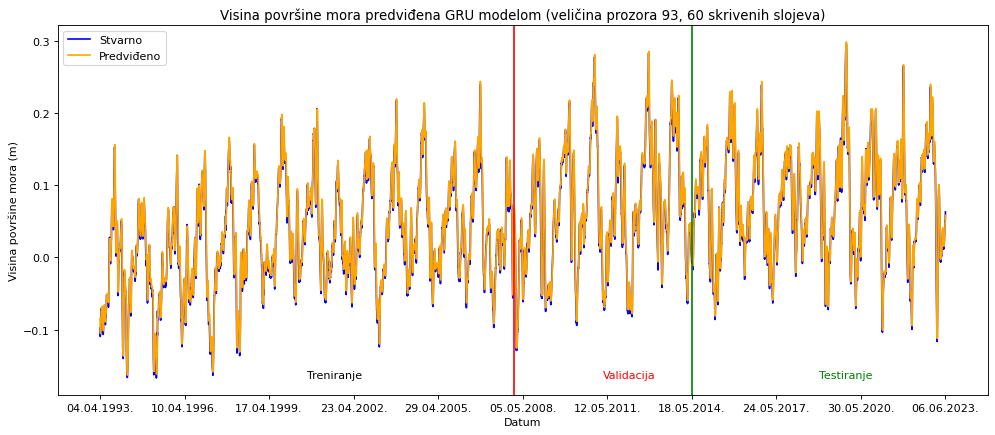 Visina površine mora predviđena GRU modelom (veličina prozora 93, 60 skrivenih slojeva)
Stvarno
Predviđeno
Visina površine mora (m)
0.3
0.2
0.1
0.0
−0.1
Treniranje
Validacija
Testiranje
04.04.1993.
10.04.1996.
17.04.1999.
23.04.2002.
29.04.2005.
05.05.2008.
12.05.2011.
18.05.2014.
24.05.2017.
30.05.2020.
06.06.2023.
Datum